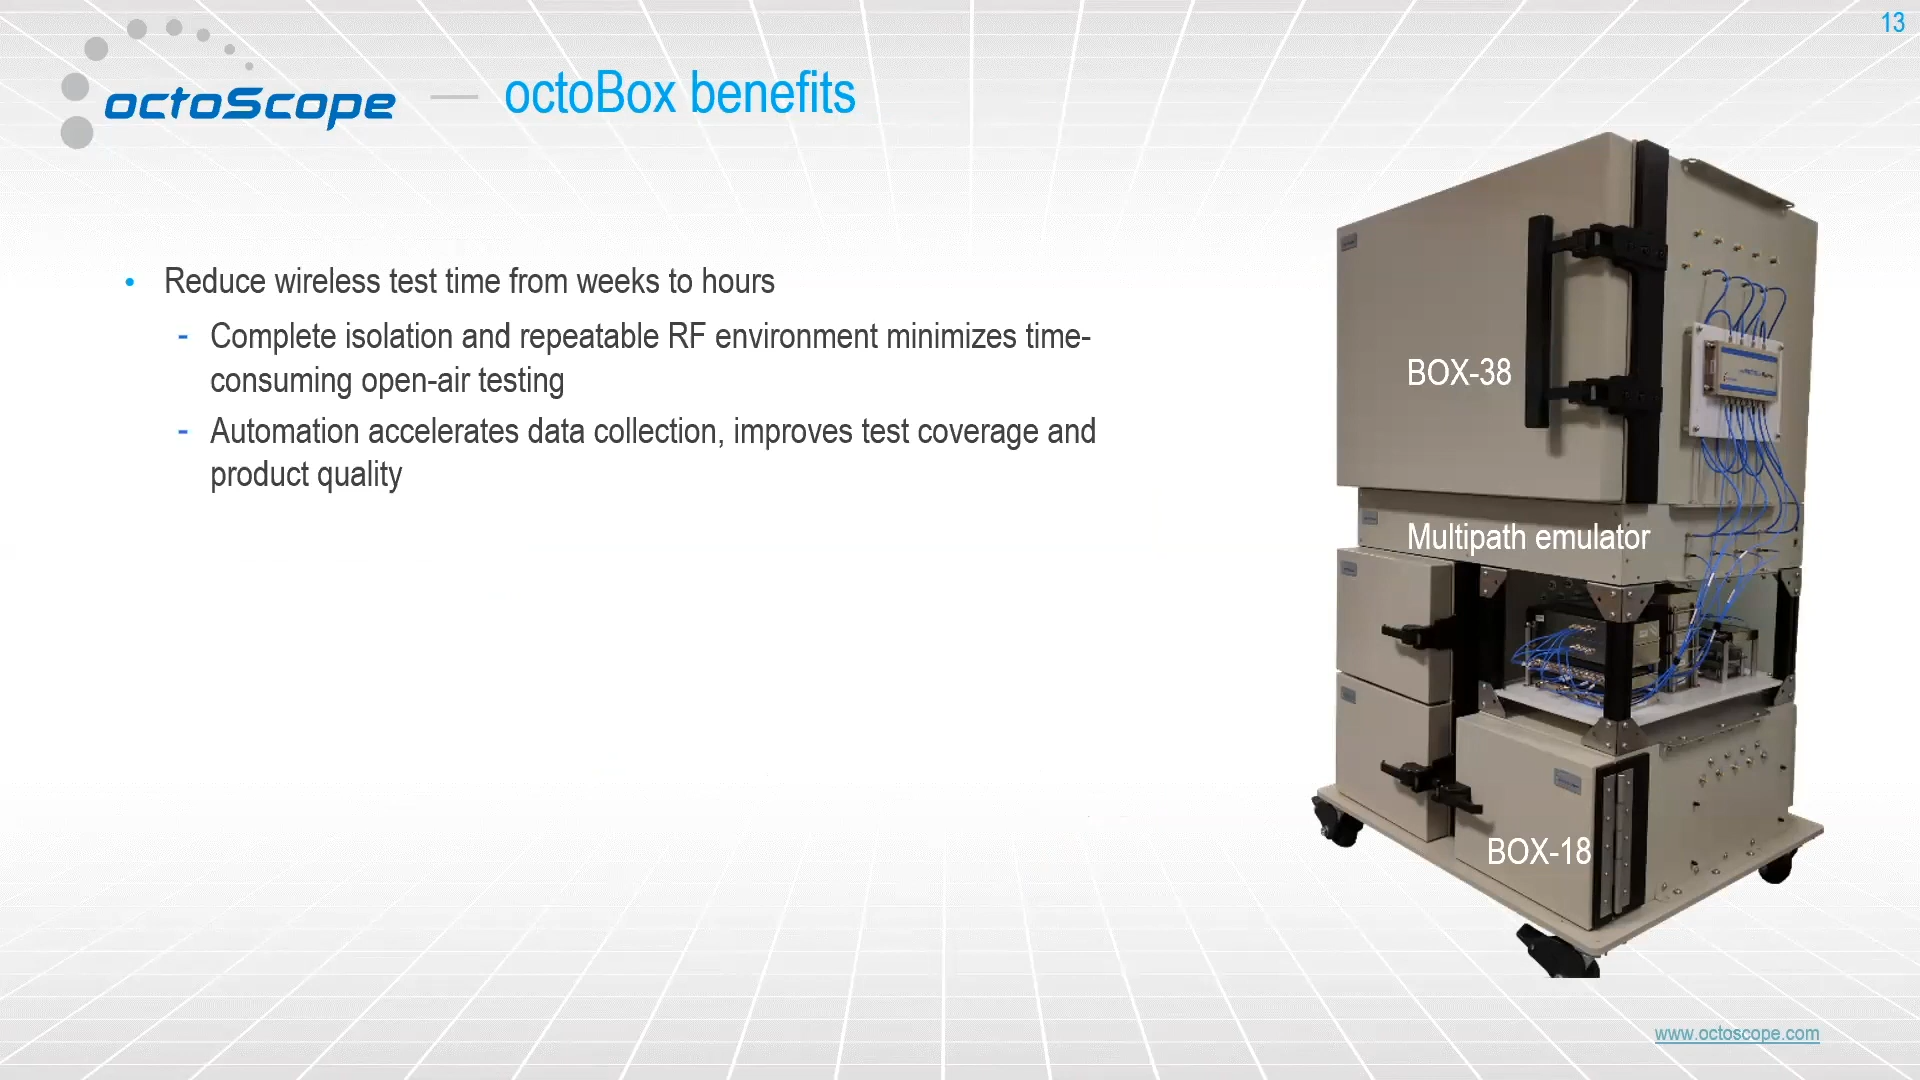 13
octoScope
octoBox benefits
• Reduce wireless test time from weeks to hours
- Complete isolation and repeatable RF environment minimizes time-
consuming open-air testing
- Automation accelerates data collection, improves test coverage and
product quality
BOX-38
Multipath emulator
BOX-18
www.octoscope.com